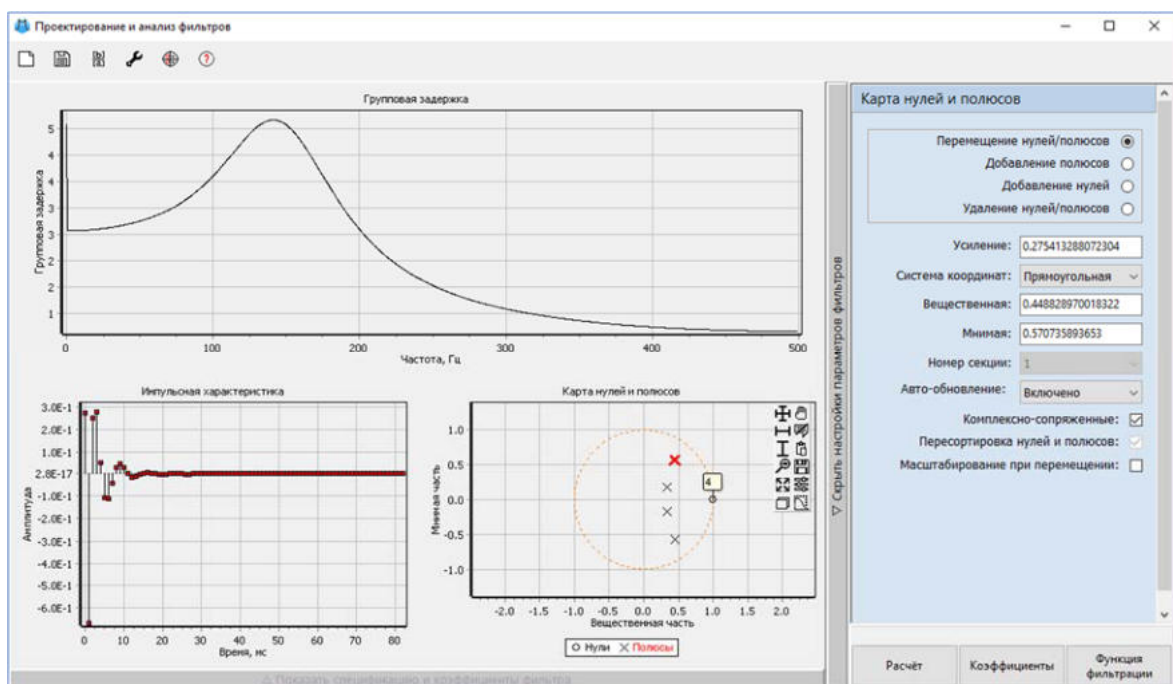 Проектирование и анализ фильтров
Групповая задержка
Групповая задержка
5
4
4
3
3
2
2
1
0 100 200 300 400 500
Частота, Гц
Импульсная характеристика
Амплитуда
3.0E-1
2.0E-1
1.0E-1
2.8E-17
-1.0E-1
-2.0E-1
-3.0E-1
-4.0E-1
-5.0E-1
-6.0E-1
0 10 20 30 40 50 60 70 80
Время, мс
Карта нулей и полюсов
Мнимая часть
1.0
0.5
0.0
-0.5
-1.0
4
-2.0 -1.5 -1.0 -0.5 0.0 0.5 1.0 1.5 2.0
Вещественная часть
Нули Полюсы
△ Показать спецификацию и коэффициенты фильтра
▽ Скрыть настройки параметров фильтров
Карта нулей и полюсов
Перемещение нулей/полюсов
Добавление полюсов
Добавление нулей
Удаление нулей/полюсов
Усиление: 0.275413288072304
Система координат: Прямоугольная
Вещественная: 0.448828970018322
Мнимая: 0.570735893653
Номер секции: 1
Авто-обновление: Включено
Комплексно-сопряженные:
Пересортировка нулей и полюсов:
Масштабирование при перемещении:
Расчёт
Коэффициенты
Функция
фильтрации